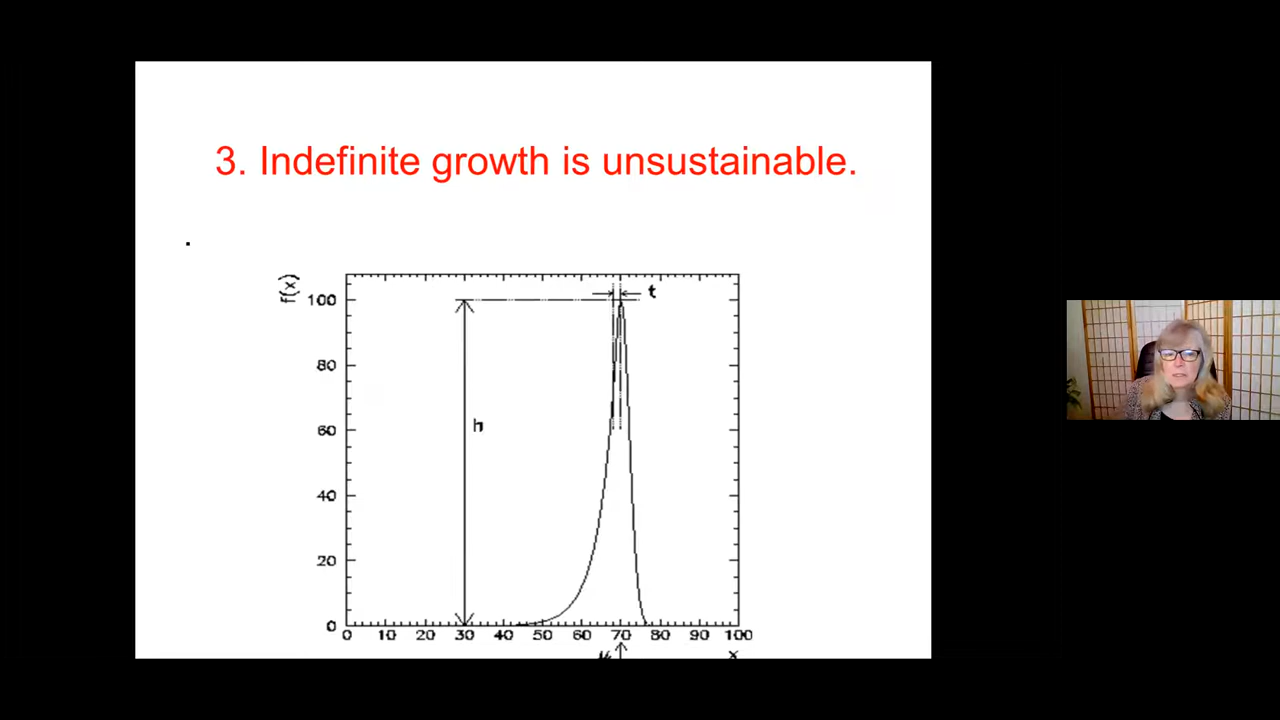 3. Indefinite growth is unsustainable.
f(x)
100
t
80
h
60
40
20
0
0 10 20 30 40 50 60 70 80 90 100